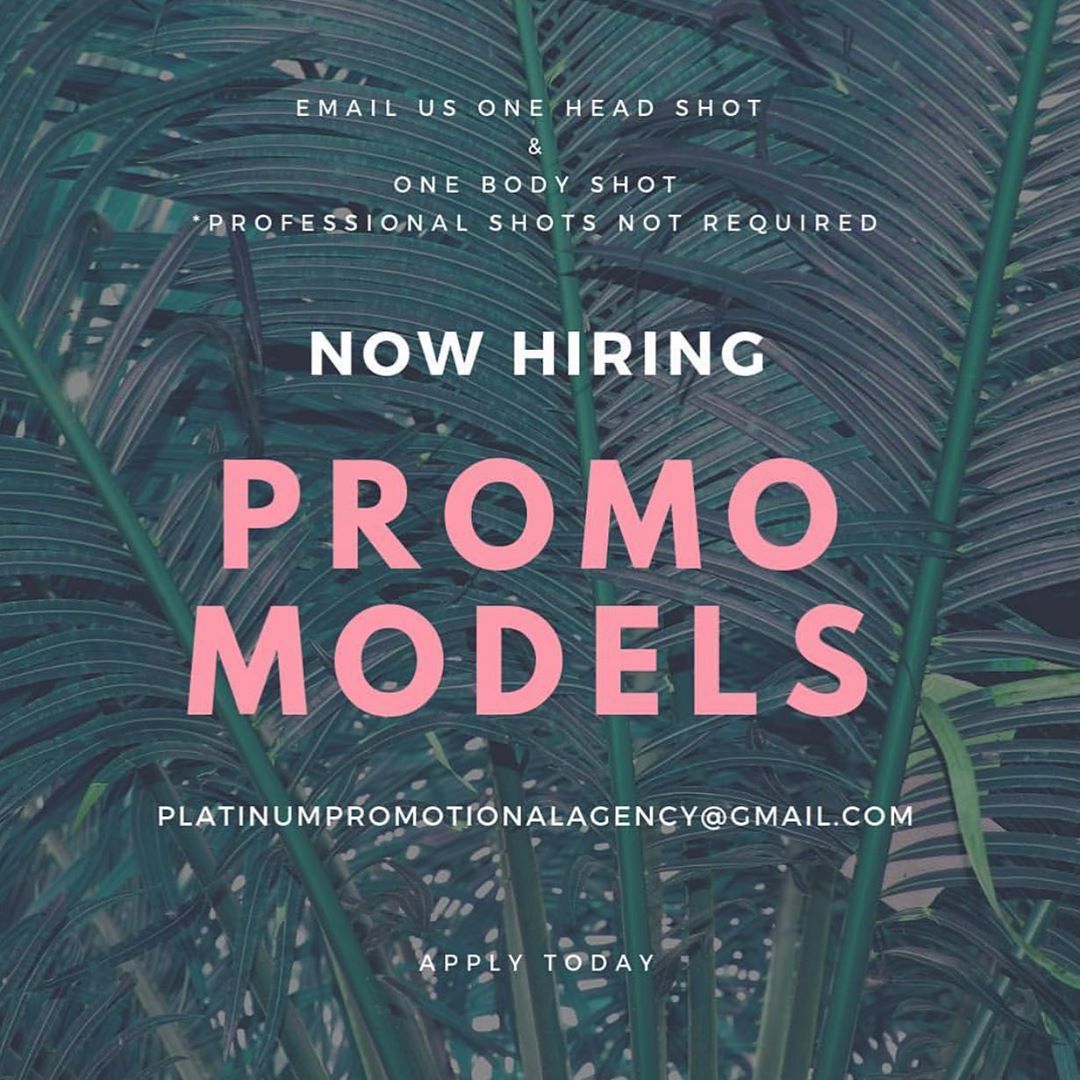 EMAIL US ONE HEAD SHOT
&
ONE BODY SHOT
*PROFESSIONAL SHOTS NOT REQUIRED
NOW HIRING
PROMO
MODELS
PLATINUMPROMOTIONALAGENCY@GMAIL.COM
APPLY TODAY